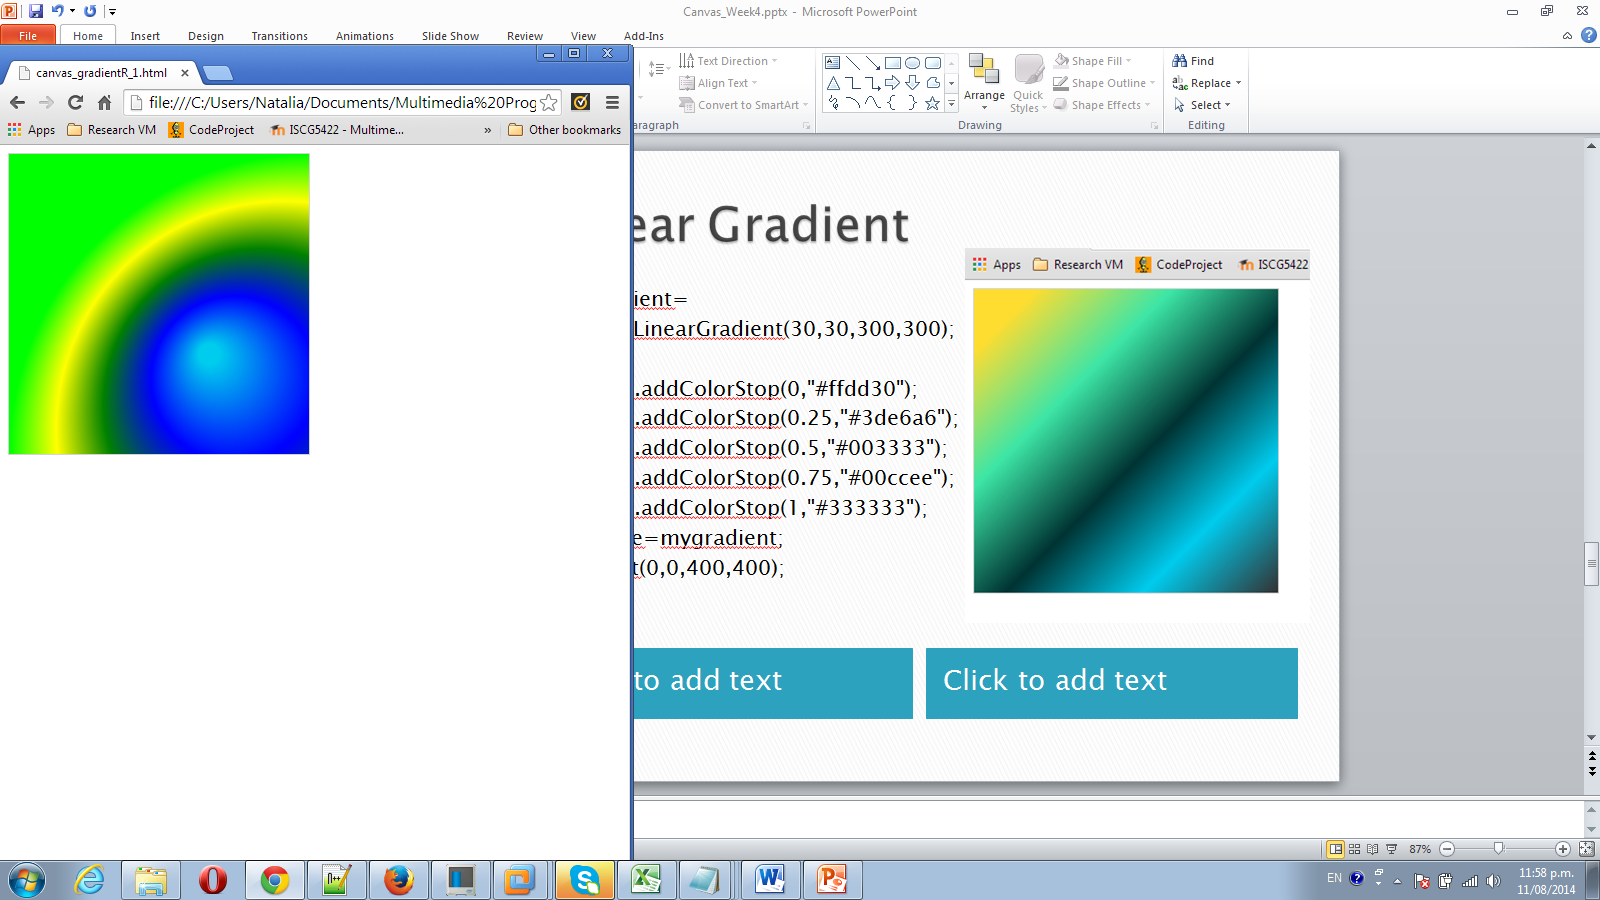 Canvas_Week4.pptx - Microsoft PowerPoint
File Home Insert Design Transitions Animations Slide Show Review View Add-Ins
canvas_gradientR_1.html
file:///C:/Users/Natalia/Documents/Multimedia%20Prog
Apps Research VM CodeProject ISCG5422 - Multime... » Other bookmarks
Text Direction
Align Text
Convert to SmartArt
aragraph
Arrange
Quick
Styles
Shape Fill
Shape Outline
Shape Effects
Drawing
Find
Replace
Select
Editing
ear Gradient
ient=
LinearGradient(30,30,300,300);
.addColorStop(0,"#ffdd30");
.addColorStop(0.25,"#3de6a6");
.addColorStop(0.5,"#003333");
.addColorStop(0.75,"#00ccee");
.addColorStop(1,"#333333");
e=mygradient;
t(0,0,400,400);
Apps Research VM CodeProject ISCG5422
to add text
Click to add text
87%
EN
11:58 p.m.
11/08/2014